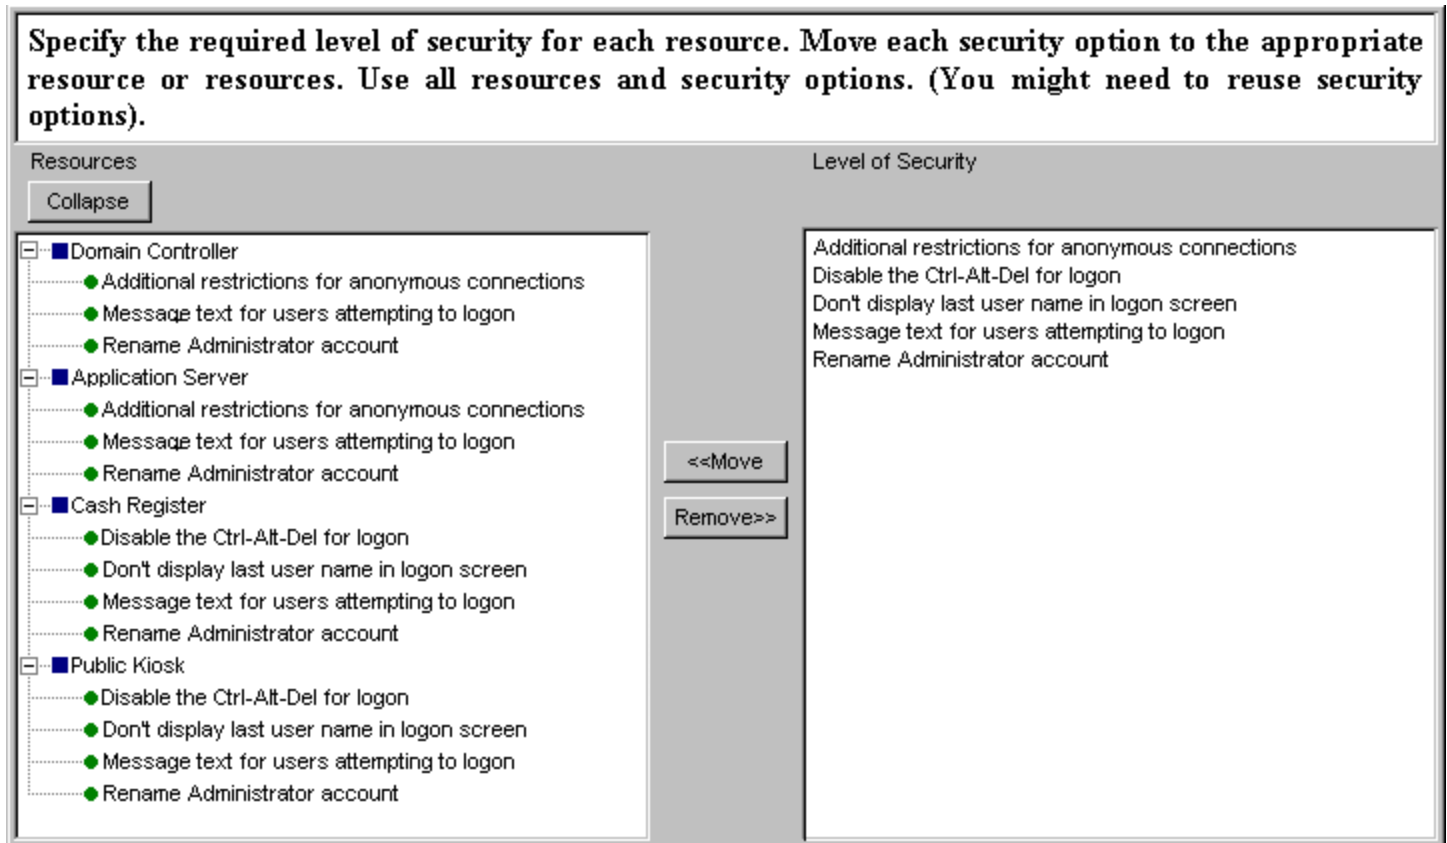 Specify the required level of security for each resource. Move each security option to the appropriate
resource or resources. Use all resources and security options. (You might need to reuse security
options).
Resources
Collapse
Domain Controller
Additional restrictions for anonymous connections
Message text for users attempting to logon
Rename Administrator account
Application Server
Additional restrictions for anonymous connections
Message text for users attempting to logon
Rename Administrator account
Cash Register
Disable the Ctrl-Alt-Del for logon
Don't display last user name in logon screen
Message text for users attempting to logon
Rename Administrator account
Public Kiosk
Disable the Ctrl-Alt-Del for logon
Don't display last user name in logon screen
Message text for users attempting to logon
Rename Administrator account
<<Move
Remove>>
Level of Security
Additional restrictions for anonymous connections
Disable the Ctrl-Alt-Del for logon
Don't display last user name in logon screen
Message text for users attempting to logon
Rename Administrator account